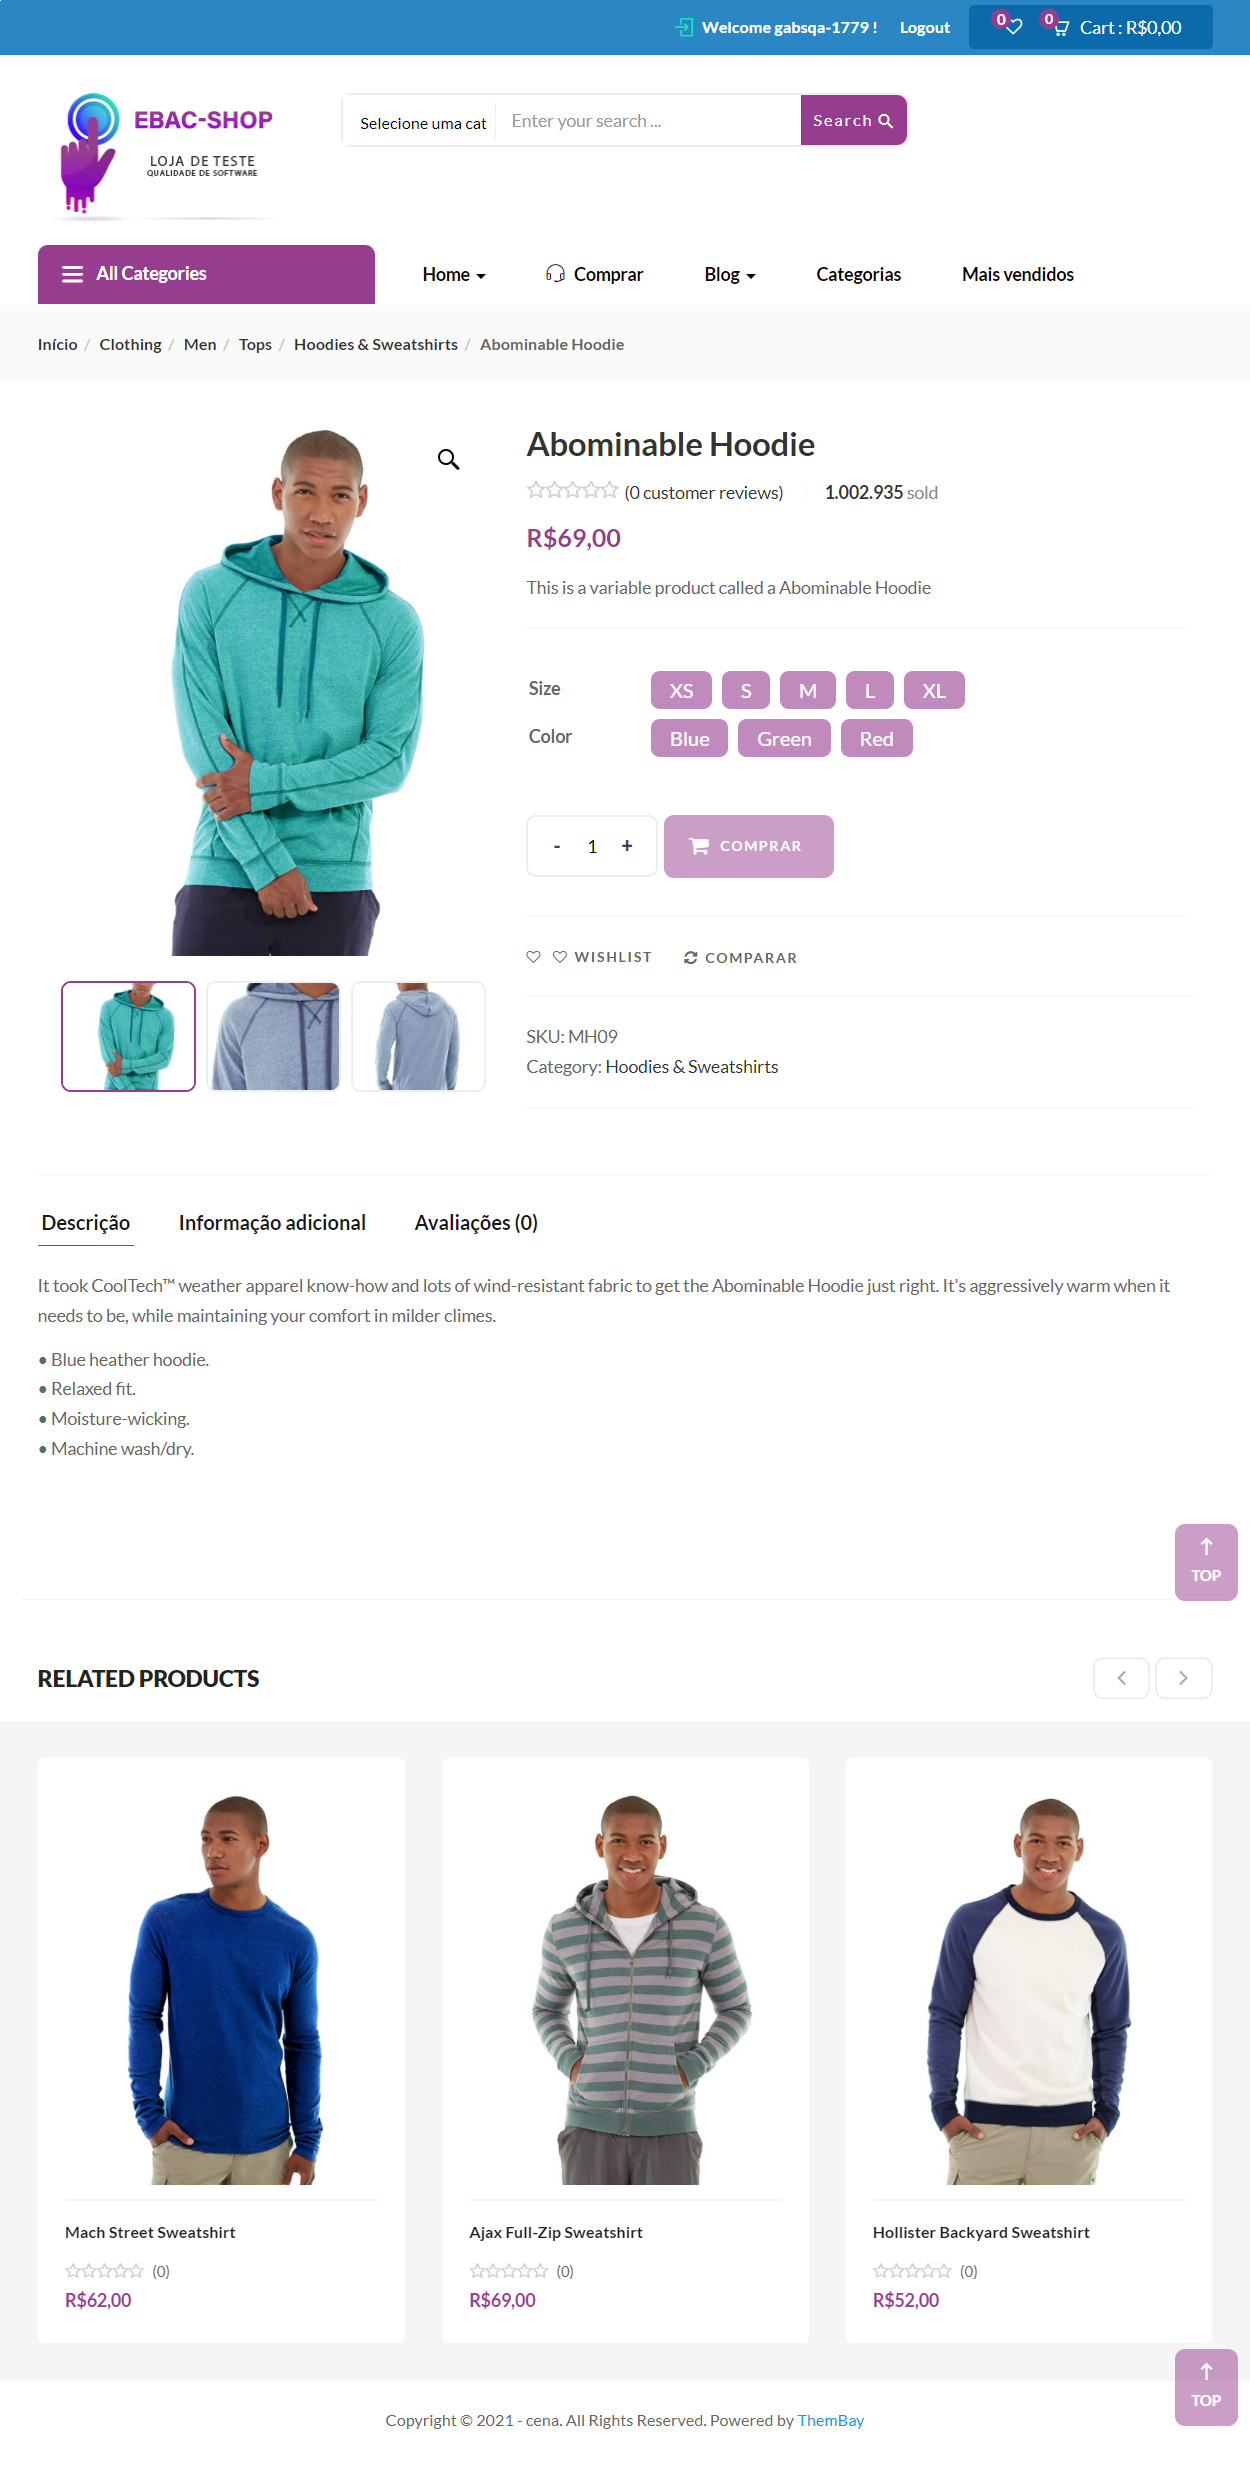 Welcome gabsqa-1779 ! Logout 0 0 Cart : R$0,00
EBAC-SHOP
LOJA DE TESTE
QUALIDADE DE SOFTWARE
Selecione uma cat Enter your search ... Search
All Categories Home Comprar Blog Categorias Mais vendidos
Início / Clothing / Men / Tops / Hoodies & Sweatshirts / Abominable Hoodie
Abominable Hoodie
(0 customer reviews) 1.002.935 sold
R$69,00
This is a variable product called a Abominable Hoodie
Size XS S M L XL
Color Blue Green Red
- 1 + COMPRAR
WISHLIST COMPARAR
SKU: MH09
Category: Hoodies & Sweatshirts
Descrição Informação adicional Avaliações (0)
It took CoolTech™ weather apparel know-how and lots of wind-resistant fabric to get the Abominable Hoodie just right. It’s aggressively warm when it
needs to be, while maintaining your comfort in milder climes.
• Blue heather hoodie.
• Relaxed fit.
• Moisture-wicking.
• Machine wash/dry.
TOP
RELATED PRODUCTS
Mach Street Sweatshirt
(0)
R$62,00
Ajax Full-Zip Sweatshirt
(0)
R$69,00
Hollister Backyard Sweatshirt
(0)
R$52,00
TOP
Copyright © 2021 - cena. All Rights Reserved. Powered by ThemBay